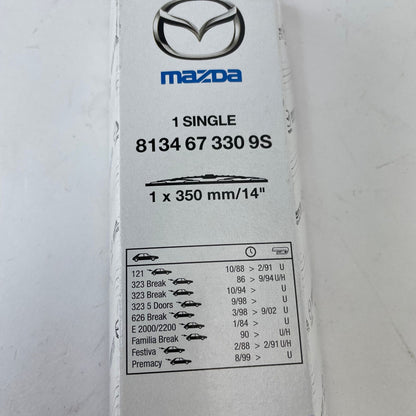 mazda
1 SINGLE
8134 67 330 9S
1 x 350 mm/14"
121 10/88 > 2/91 U
323 Break 86 > 9/94 U/H
323 Break 10/94 > U
323 5 Doors 9/98 > U
626 Break 3/98 > 9/02 U
E 2000/2200 1/84 > U
Familia Break 90 > U/H
Festiva 2/88 > 2/91 U/H
Premacy 8/99 > U